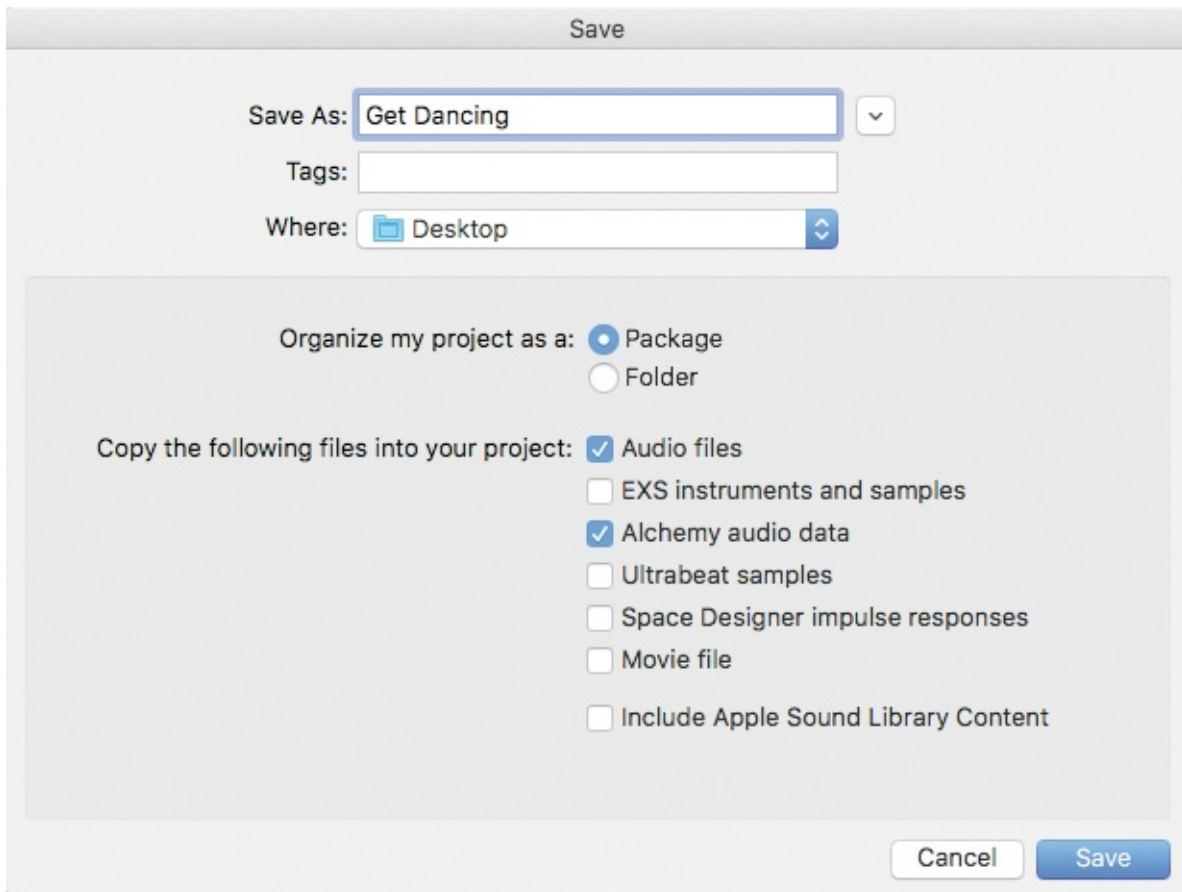 Save
Save As: Get Dancing
Tags:
Where: Desktop
Organize my project as a: Package
Folder
Copy the following files into your project: Audio files
EXS instruments and samples
Alchemy audio data
Ultrabeat samples
Space Designer impulse responses
Movie file
Include Apple Sound Library Content
Cancel Save